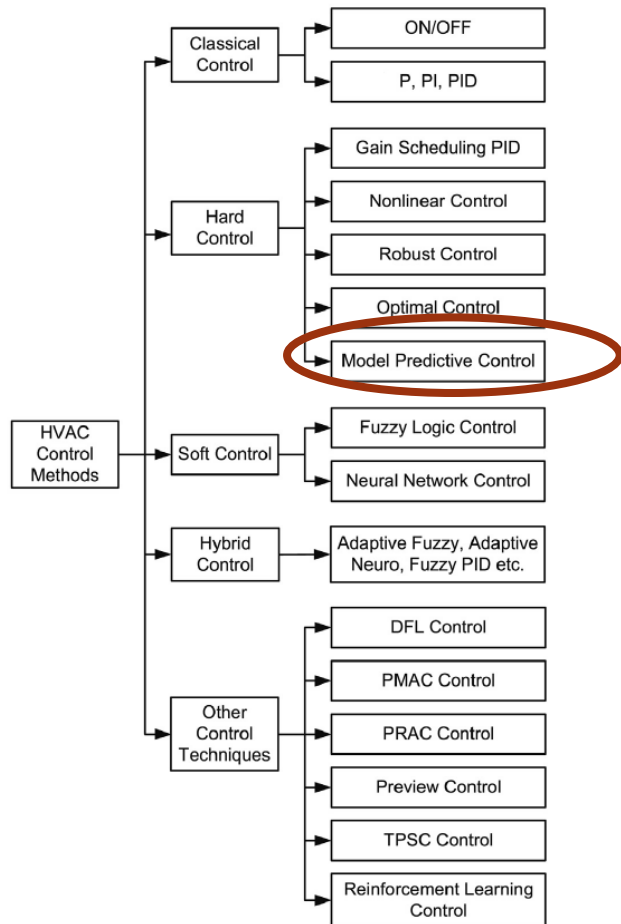 HVAC
Control
Methods
Classical
Control
ON/OFF
P, PI, PID
Hard
Control
Gain Scheduling PID
Nonlinear Control
Robust Control
Optimal Control
Model Predictive Control
Soft Control
Fuzzy Logic Control
Neural Network Control
Hybrid
Control
Adaptive Fuzzy, Adaptive
Neuro, Fuzzy PID etc.
Other
Control
Techniques
DFL Control
PMAC Control
PRAC Control
Preview Control
TPSC Control
Reinforcement Learning
Control